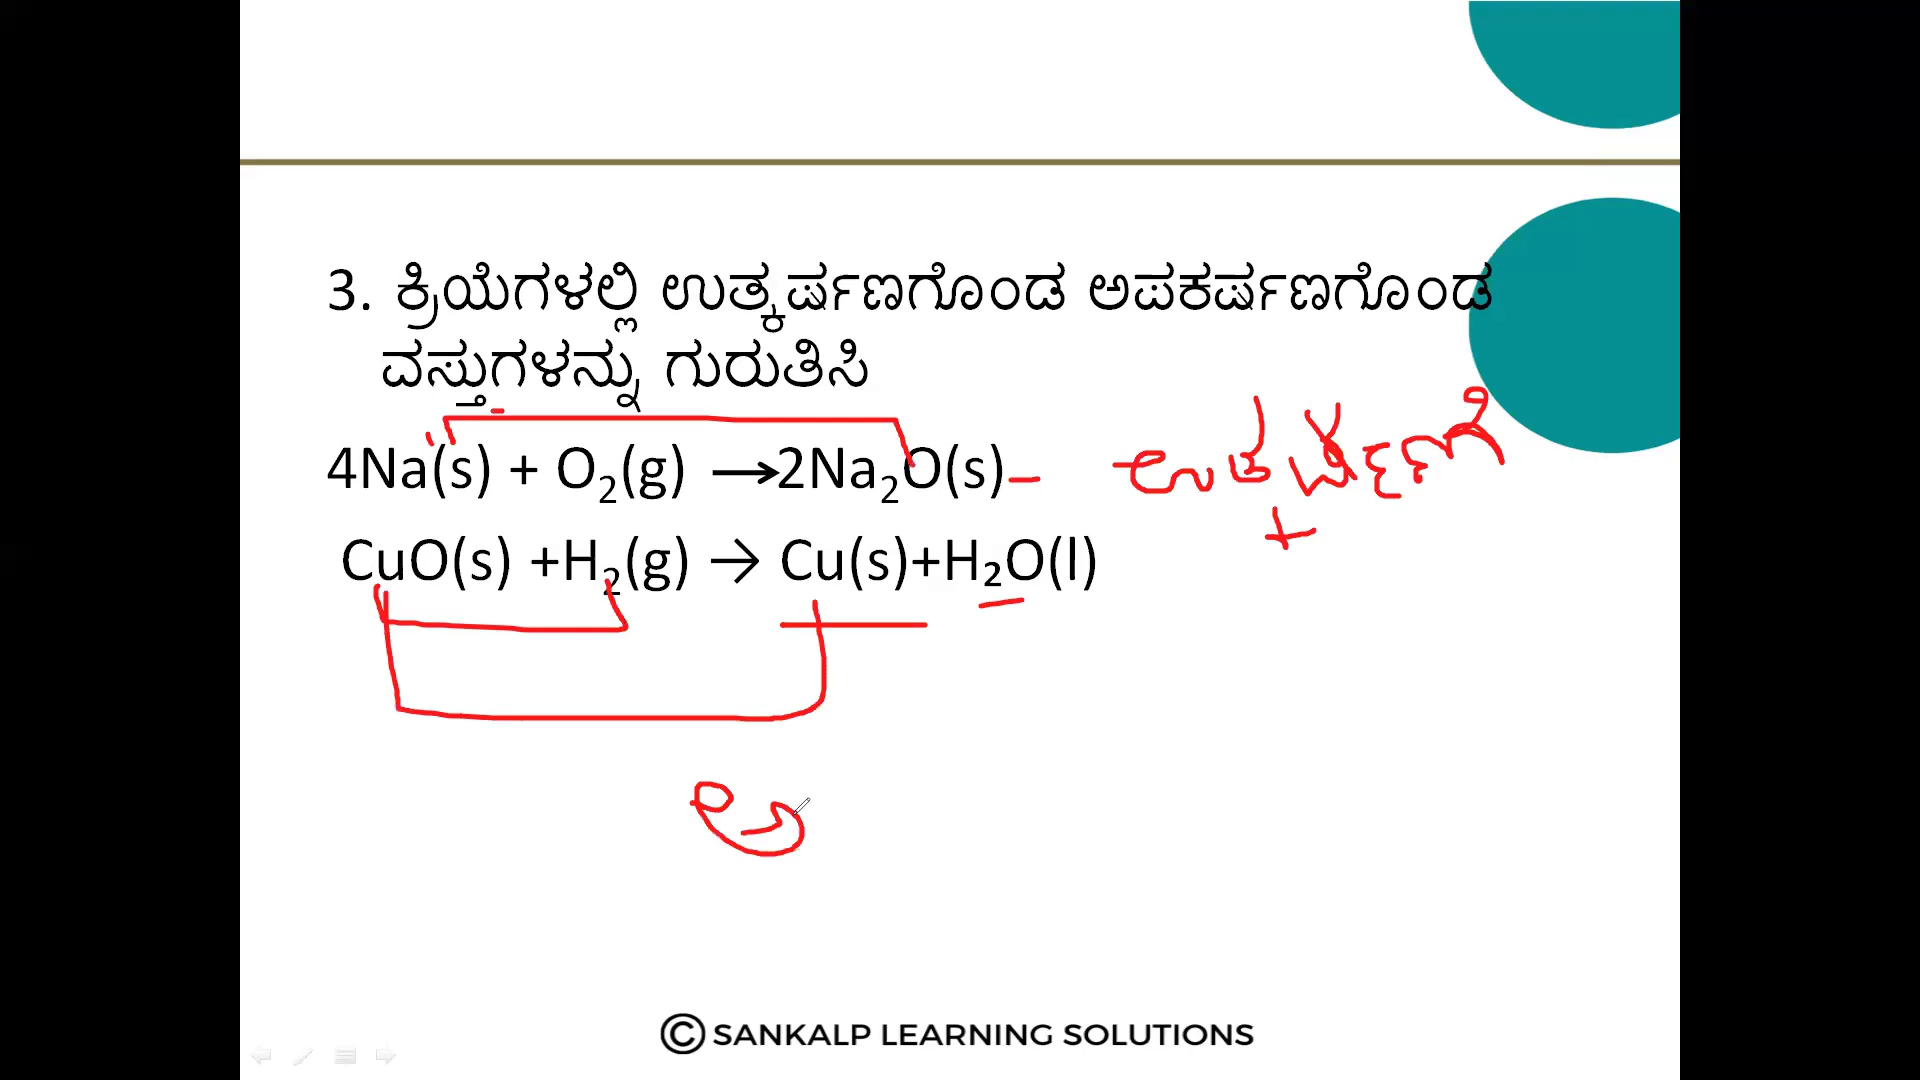 3. ಕ್ರಿಯೆಗಳಲ್ಲಿ ಉತ್ಕರ್ಷಣಗೊಂಡ ಅಪಕರ್ಷಣಗೊಂಡ
ವಸ್ತುಗಳನ್ನು ಗುರುತಿಸಿ
4Na(s) + O₂(g) →2Na₂O(s)
CuO(s) +H₂(g) → Cu(s)+H₂O(l)
© SANKALP LEARNING SOLUTIONS